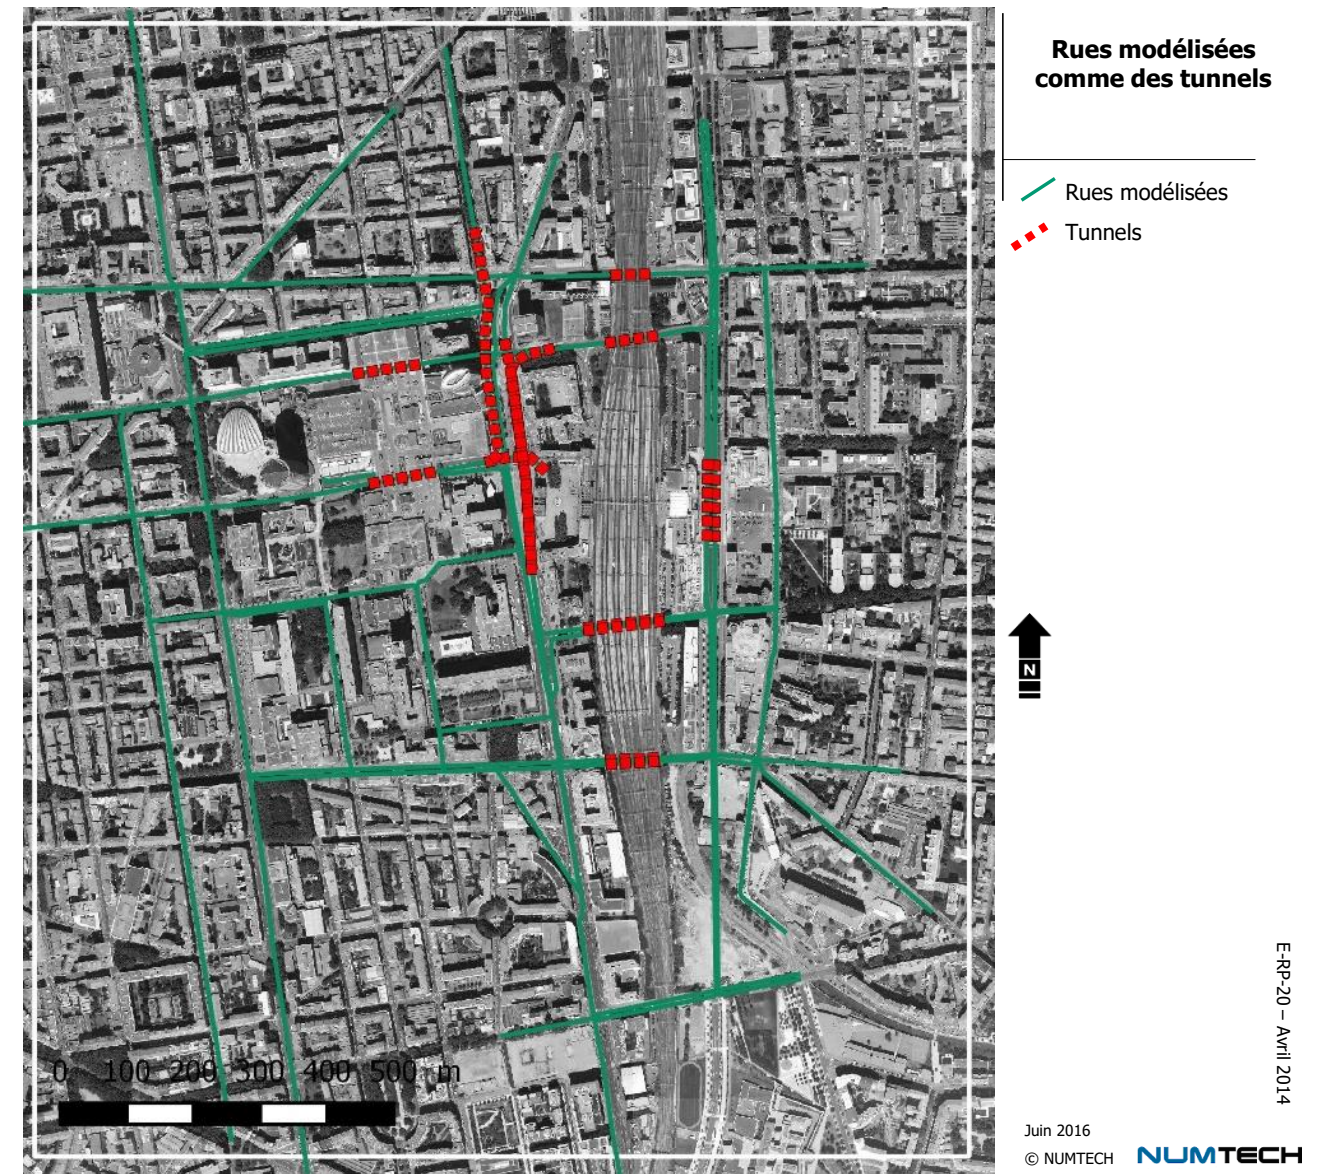 Rues modélisées
comme des tunnels
Rues modélisées
Tunnels
N
0 100 200 300 400 500 m
E-RP-20 – Avril 2014
Juin 2016
© NUMTECH NUMTECH